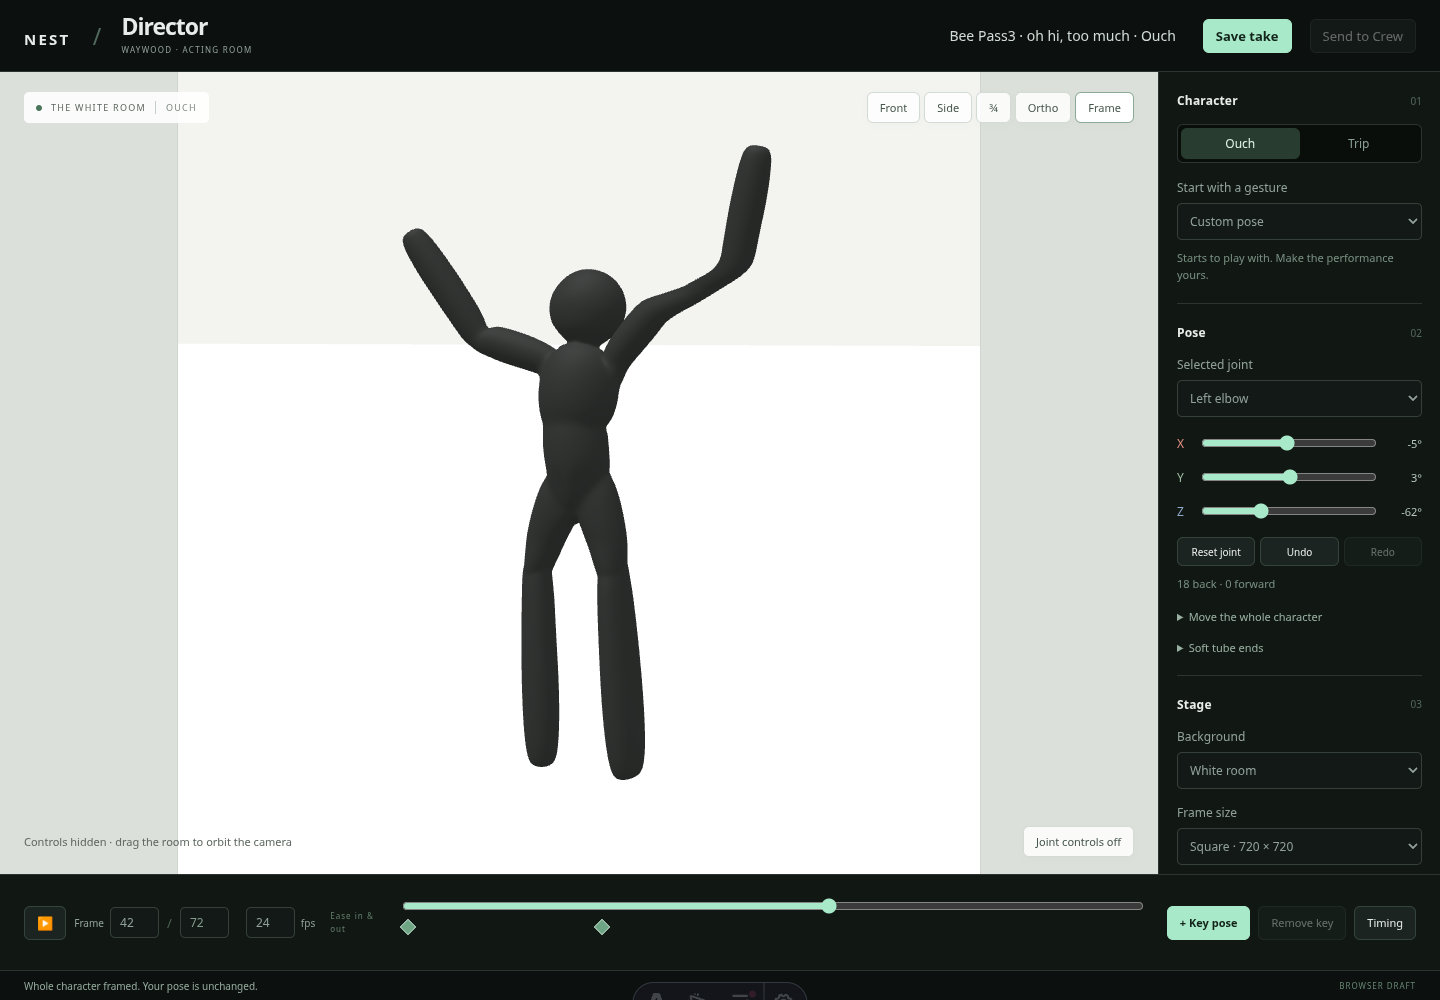 NEST / Director
WAYWOOD · ACTING ROOM
Bee Pass3 · oh hi, too much · Ouch
Save take
Send to Crew
THE WHITE ROOM | OUCH
Front
Side
¾
Ortho
Frame
Controls hidden · drag the room to orbit the camera
Joint controls off
Character 01
Ouch
Trip
Start with a gesture
Custom pose
Starts to play with. Make the performance
yours.
Pose 02
Selected joint
Left elbow
X -5°
Y 3°
Z -62°
Reset joint
Undo
Redo
18 back · 0 forward
▶ Move the whole character
▶ Soft tube ends
Stage 03
Background
White room
Frame size
Square · 720 × 720
Frame 42 / 72 24 fps
Ease in &
out
+ Key pose
Remove key
Timing
Whole character framed. Your pose is unchanged.
BROWSER DRAFT